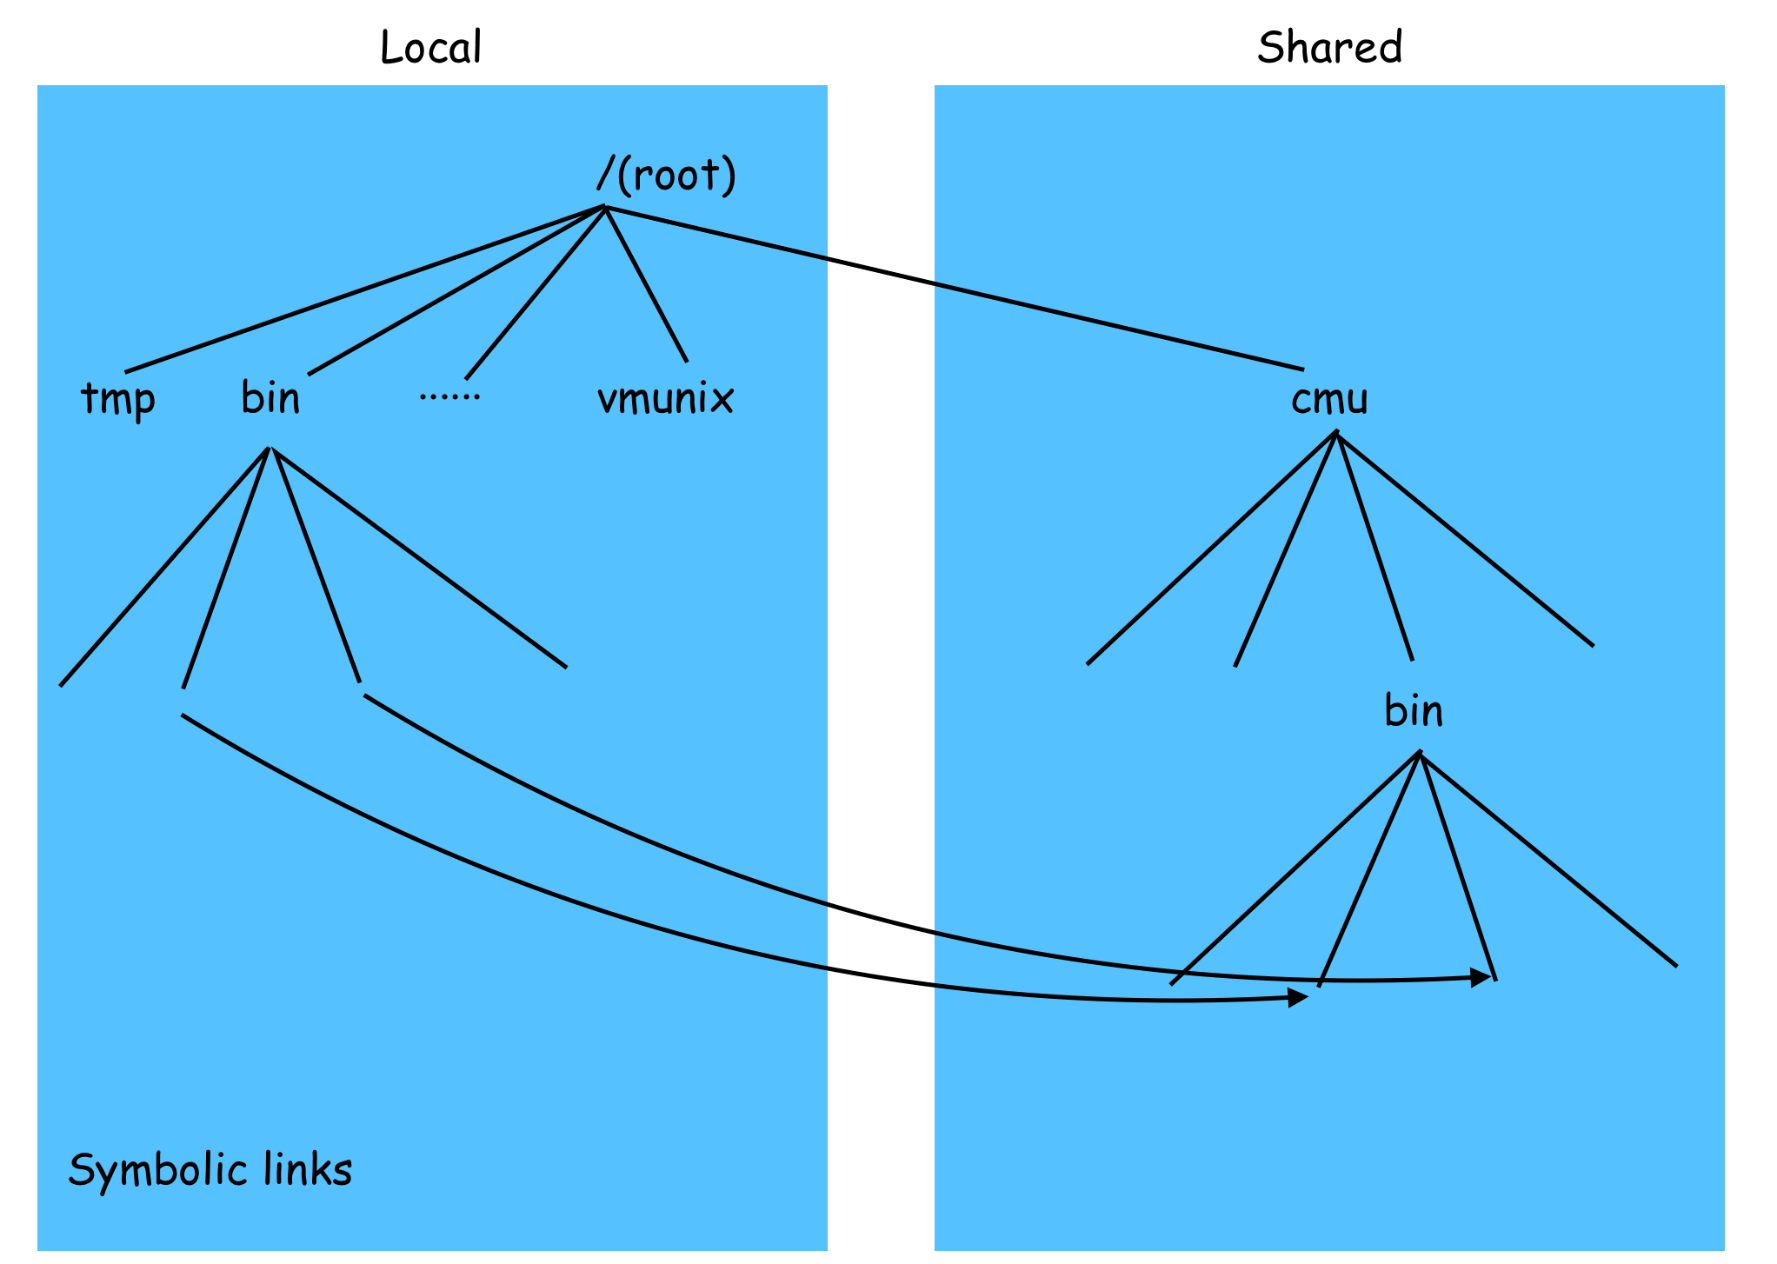 Local
Shared
/(root)
tmp
bin
......
vmunix
cmu
bin
Symbolic links